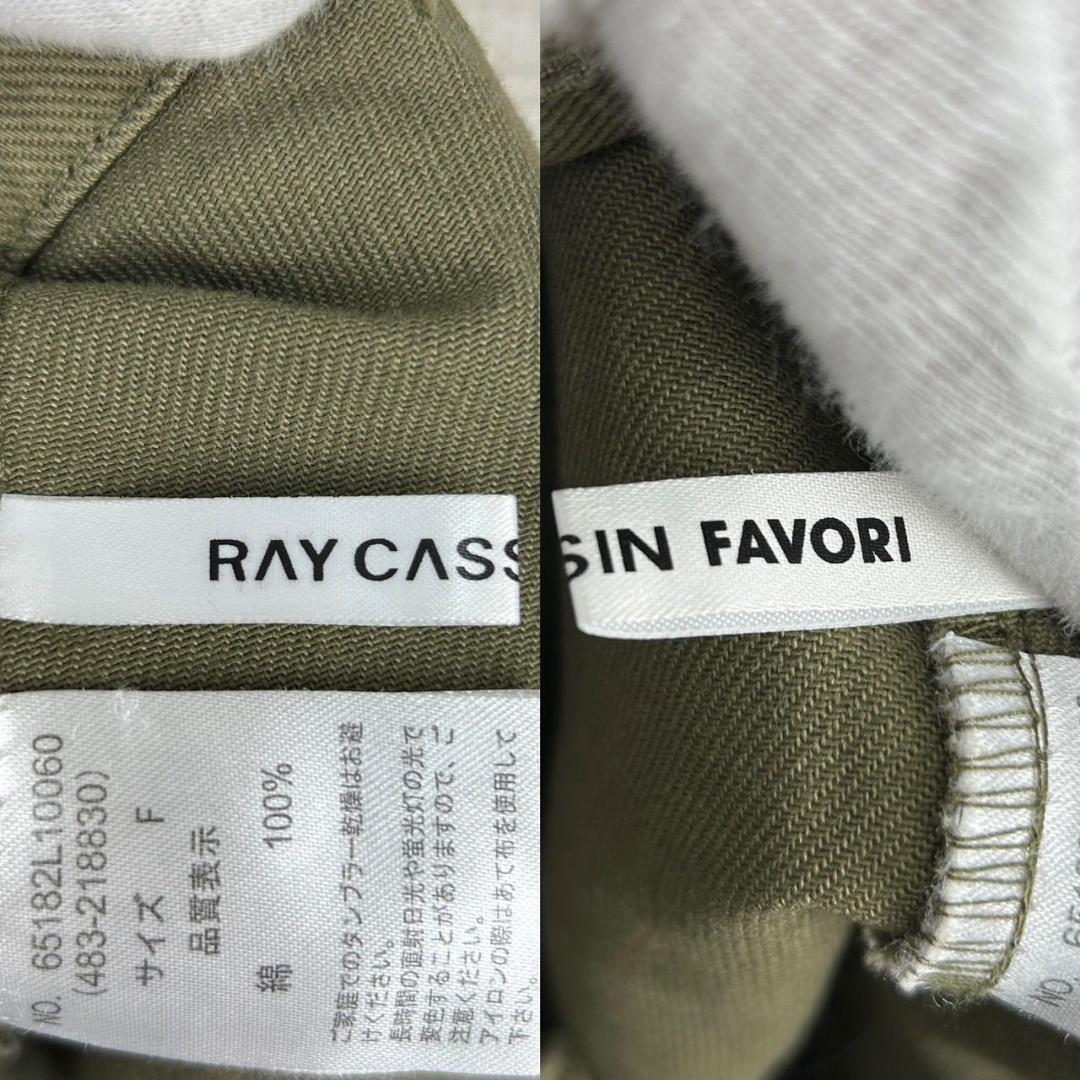 RAY CASS
SIN FAVORI
NO. 65182L10060
(483-2188830)
サイズ F
品質表示
綿 100%
ご家庭でのタンブラー乾燥はお避
けください。
長時間の直射日光や蛍光灯の光で
変色することがありますので、ご
注意ください。
アイロンの際はあて布を使用して
下さい。
NO. 6518